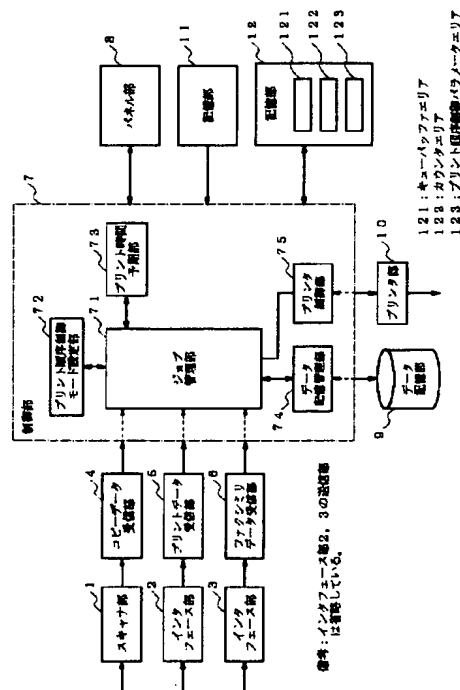 制御部
7
72
プリント順序制御
モード設定部
73
プリント時間
予測部
71
ジョブ
管理部
74
データ
記憶管理部
75
プリンタ
制御部
1
スキャナ部
4
コピーデータ
受信部
2
インタ
フェース部
5
プリントデータ
受信部
3
インタ
フェース部
6
ファクシミリ
データ受信部
8
パネル部
11
記憶部
12
記憶部
121
122
123
9
データ
記憶部
10
プリンタ部
121：キューバッファエリア
122：カウンタエリア
123：プリント順序制御パラメータエリア
備考：インタフェース部2，3の送信部
は省略している。